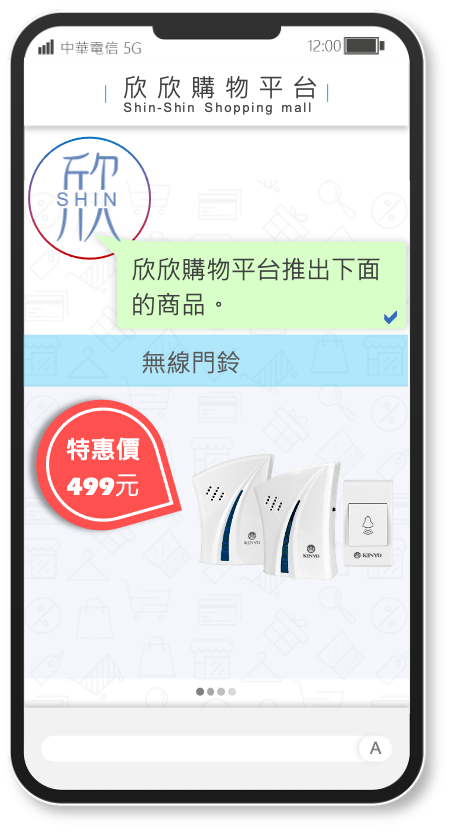 中華電信 5G 12:00
欣欣購物平台
Shin-Shin Shopping mall
欣
SHIN
欣欣購物平台推出下面
的商品。
無線門鈴
特惠價
499元
KINYO
KINYO
KINYO
A